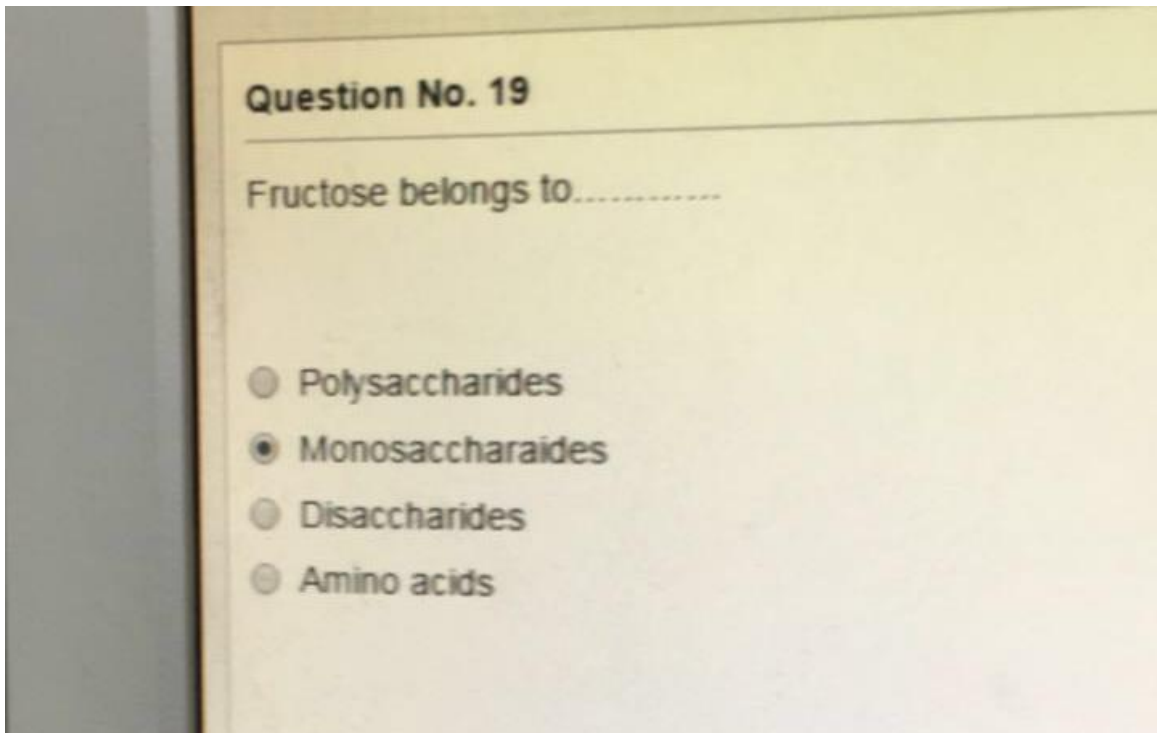 Question No. 19
Fructose belongs to............
Polysaccharides
Monosaccharaides
Disaccharides
Amino acids